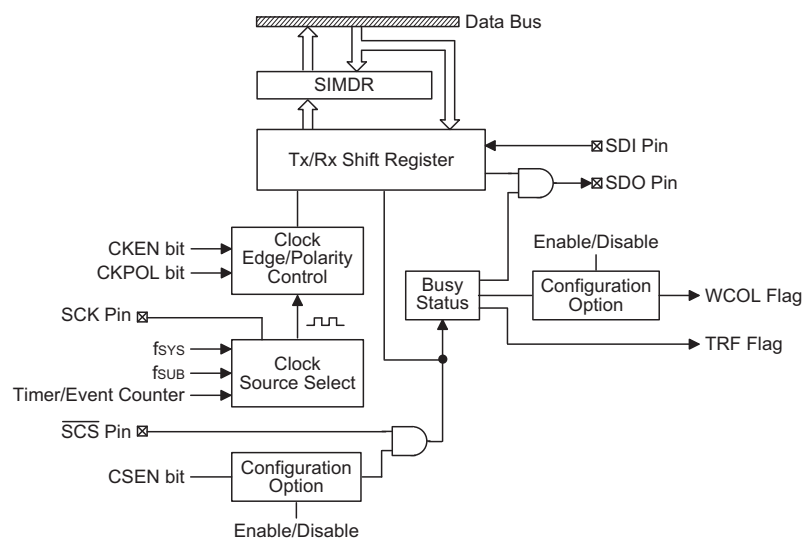 Data Bus
SIMDR
Tx/Rx Shift Register
SDI Pin
SDO Pin
CKEN bit
CKPOL bit
Clock
Edge/Polarity
Control
Enable/Disable
Busy
Status
Configuration
Option
WCOL Flag
TRF Flag
SCK Pin
fSYS
fSUB
Timer/Event Counter
Clock
Source Select
SCS Pin
CSEN bit
Configuration
Option
Enable/Disable